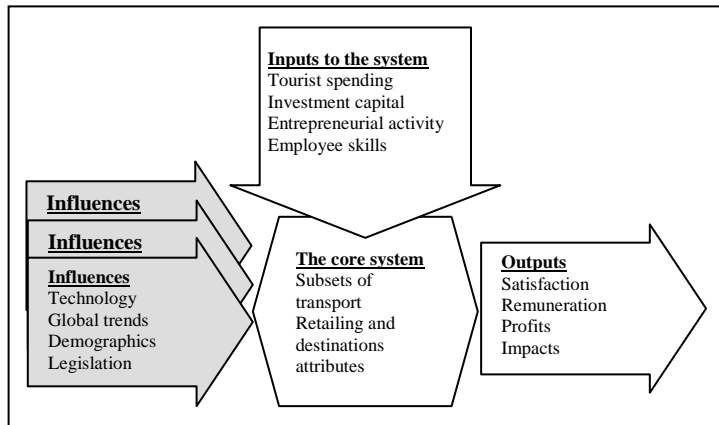 Inputs to the system
Tourist spending
Investment capital
Entrepreneurial activity
Employee skills
Influences
Influences
Influences
Technology
Global trends
Demographics
Legislation
The core system
Subsets of
transport
Retailing and
destinations
attributes
Outputs
Satisfaction
Remuneration
Profits
Impacts